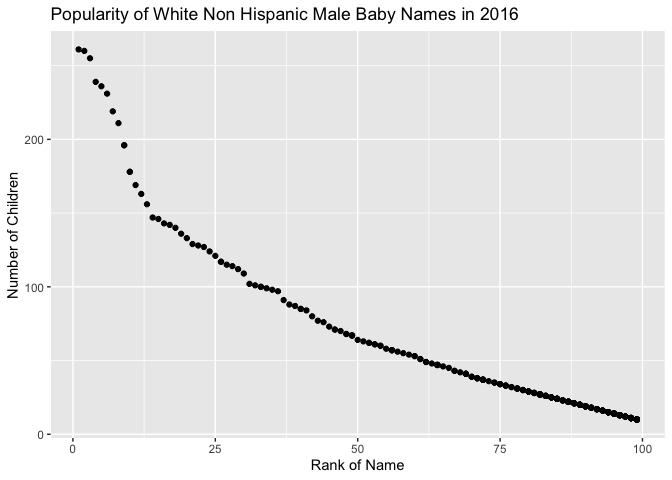 Popularity of White Non Hispanic Male Baby Names in 2016
Number of Children
200
100
0
0 25 50 75 100
Rank of Name